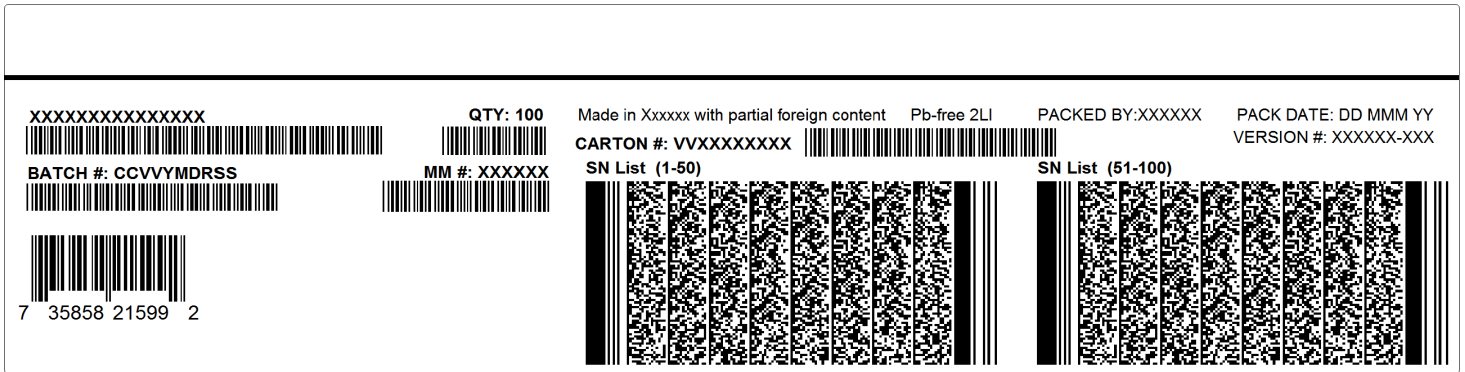 XXXXXXXXXXXXXXX
QTY: 100
BATCH #: CCVVYMDRSS
MM #: XXXXXX
7 35858 21599 2
Made in Xxxxxx with partial foreign content
Pb-free 2LI
PACKED BY:XXXXXX
PACK DATE: DD MMM YY
CARTON #: VVXXXXXXXX
VERSION #: XXXXXX-XXX
SN List (1-50)
SN List (51-100)